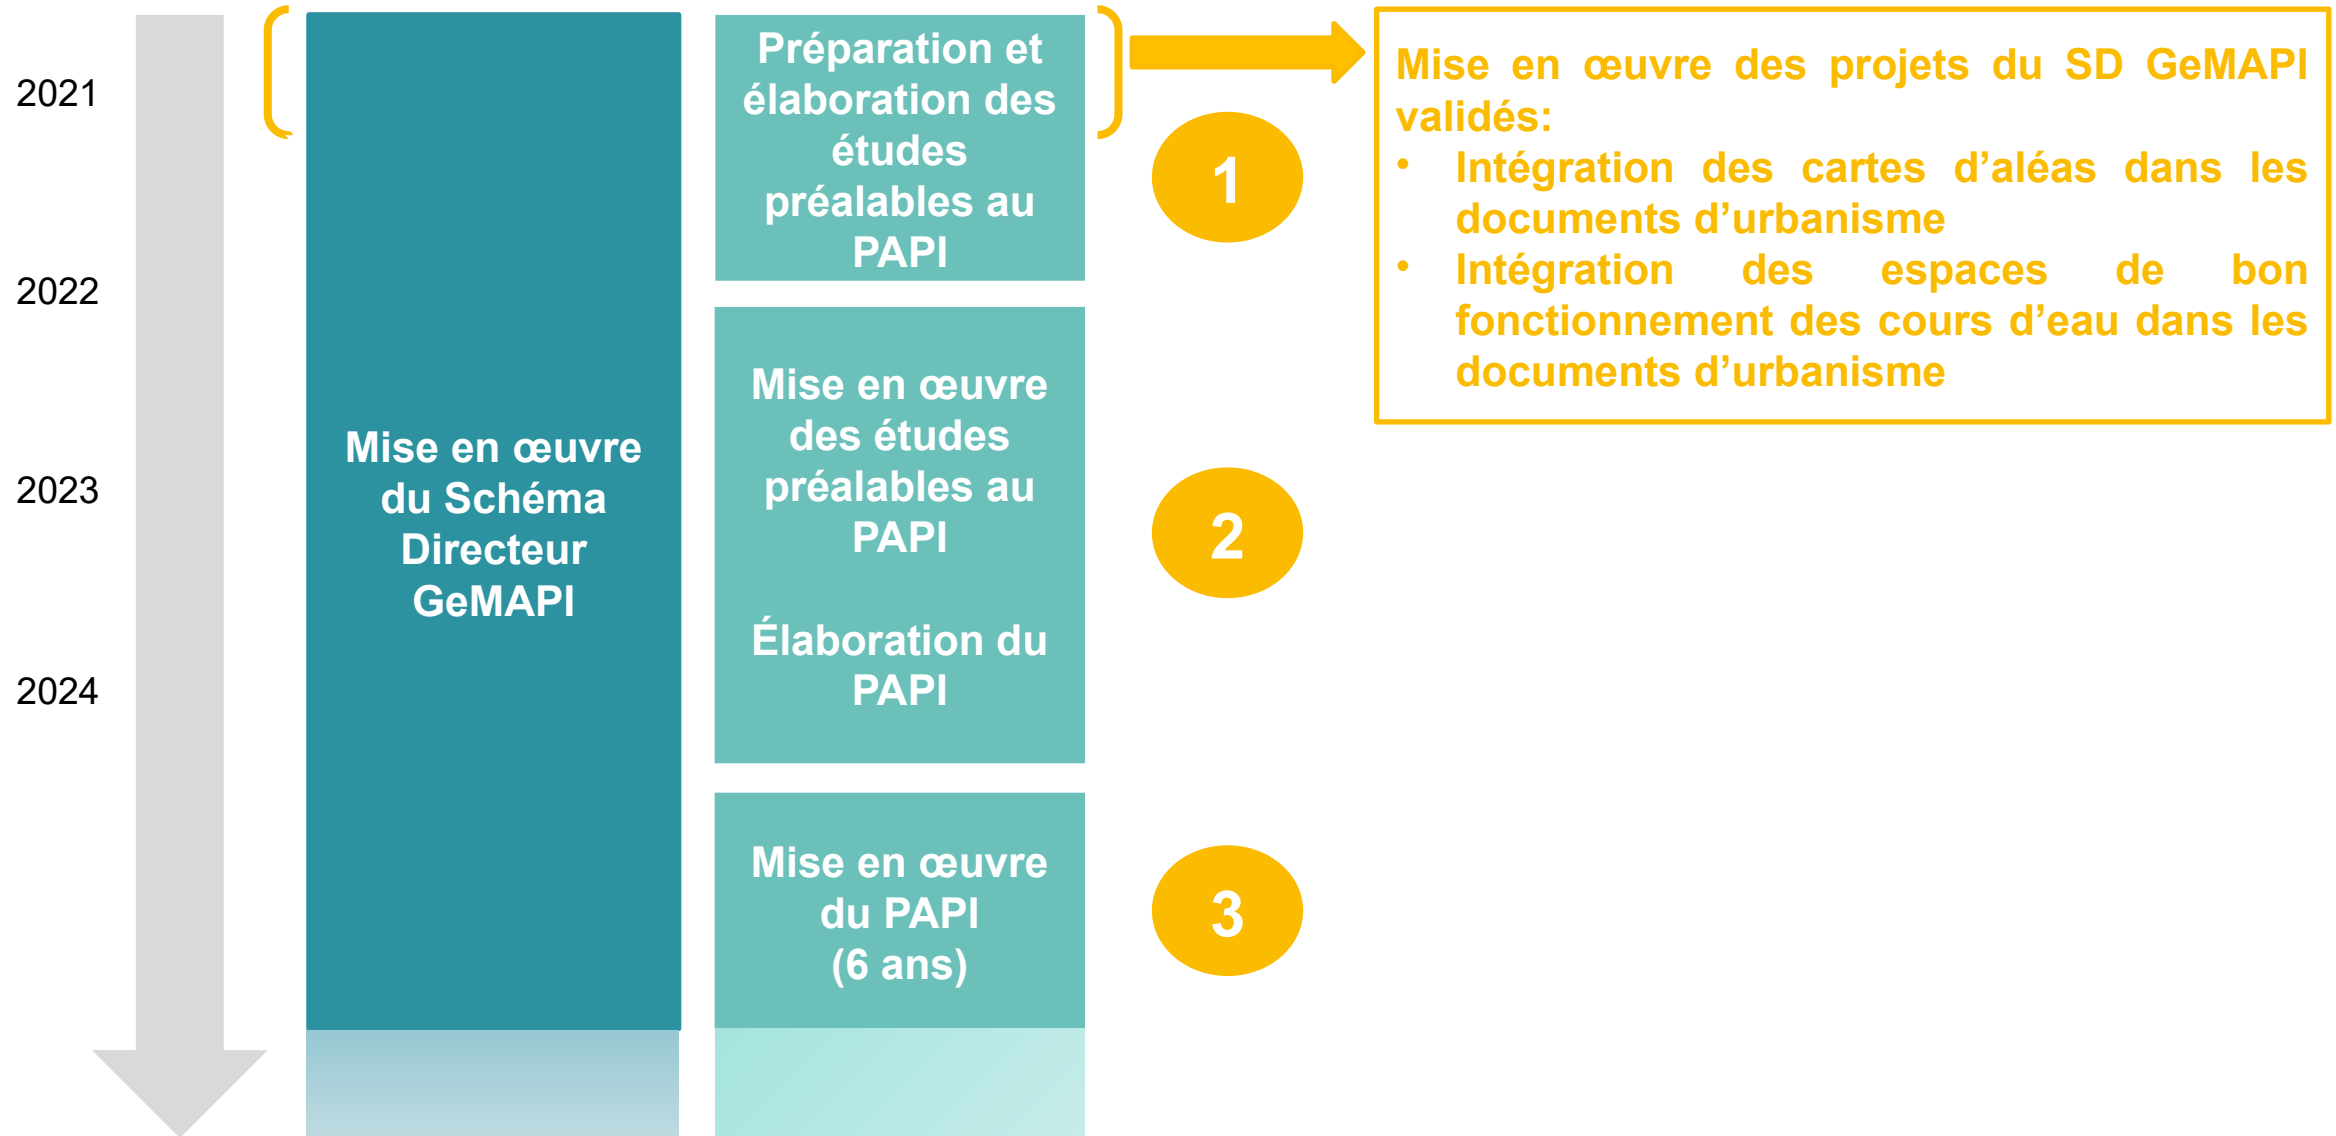 2021
2022
2023
2024
Mise en œuvre
du Schéma
Directeur
GeMAPI
Préparation et
élaboration des
études
préalables au
PAPI
Mise en œuvre
des études
préalables au
PAPI
Élaboration du
PAPI
Mise en œuvre
du PAPI
(6 ans)
1
2
3
Mise en œuvre des projets du SD GeMAPI
validés:
• Intégration des cartes d’aléas dans les
documents d’urbanisme
• Intégration des espaces de bon
fonctionnement des cours d’eau dans les
documents d’urbanisme